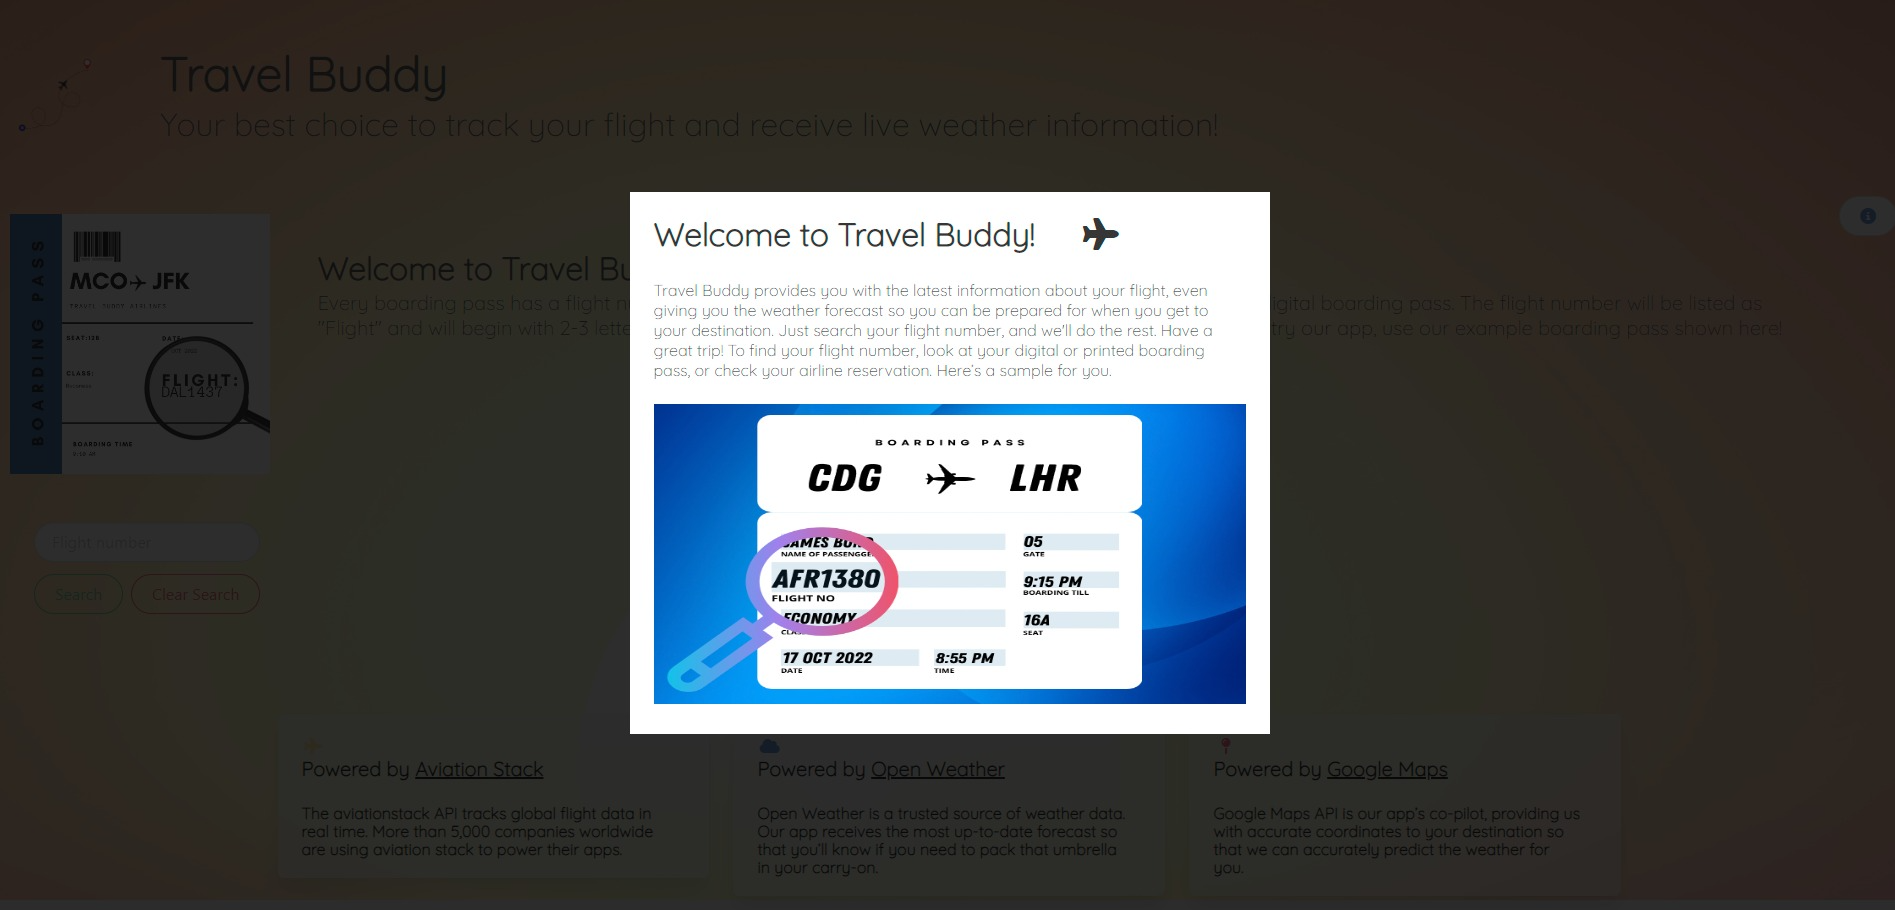 Travel Buddy
Your best choice to track your flight and receive live weather information!
BOARDING PASS
MCO JFK
TRAVEL BUDDY AIRLINES
DATE
CLASS:
FLIGHT:
DAL1437
BOARDING TIME
Flight number
Search
Clear Search
Welcome to Travel Bu
Every boarding pass has a flight
igital boarding pass. The flight number will be listed as
"Flight" and will begin with 2-3
try our app, use our example boarding pass shown here!
Welcome to Travel Buddy!
Travel Buddy provides you with the latest information about your flight, even
giving you the weather forecast so you can be prepared for when you get to
your destination. Just search your flight number, and we'll do the rest. Have a
great trip! To find your flight number, look at your digital or printed boarding
pass, or check your airline reservation. Here's a sample for you.
BOARDING PASS
CDG LHR
JAMES BOND
NAME OF PASSENGGE
AFR1380
FLIGHT NO
ECONOMY
05
GATE
9:15 PM
BOARDING TILL
16A
SEAT
17 OCT 2022
DATE
8:55 PM
TIME
Powered by Aviation Stack
The aviationstack API tracks global flight data in
real time. More than 5,000 companies worldwide
are using aviation stack to power their apps.
Powered by Open Weather
Open Weather is a trusted source of weather data.
Our app receives the most up-to-date forecast so
that you'll know if you need to pack that umbrella
in your carry-on.
Powered by Google Maps
Google Maps API is our app's co-pilot, providing us
with accurate coordinates to your destination so
that we can accurately predict the weather for
you.